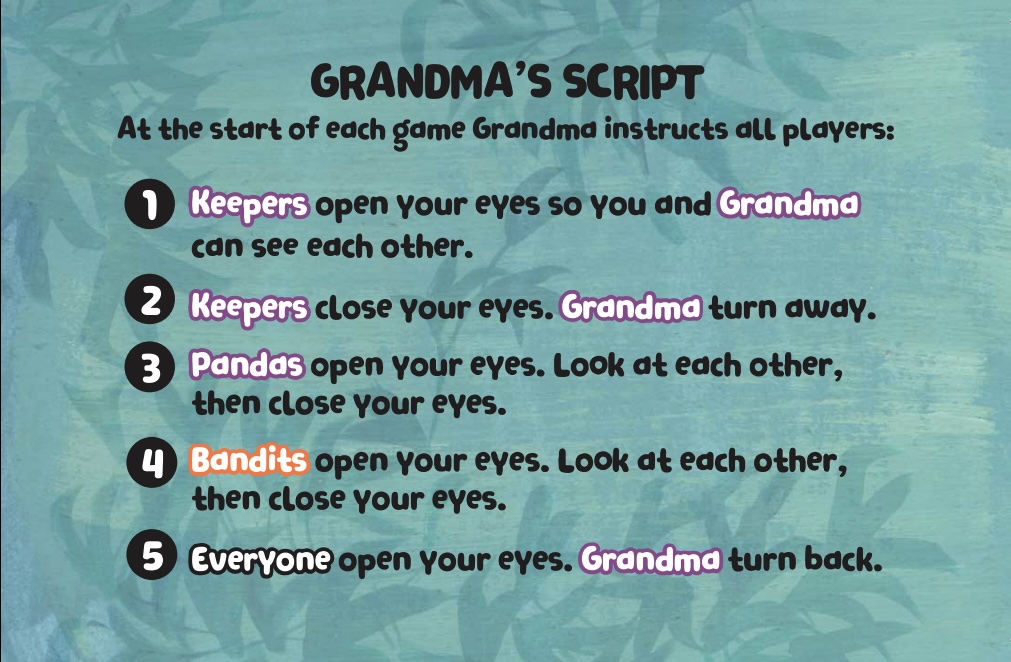 GRANDMA'S SCRIPT
At the start of each game Grandma instructs all players:
1 Keepers open your eyes so you and Grandma
can see each other.
2 Keepers close your eyes. Grandma turn away.
3 Pandas open your eyes. Look at each other,
then close your eyes.
4 Bandits open your eyes. Look at each other,
then close your eyes.
5 Everyone open your eyes. Grandma turn back.